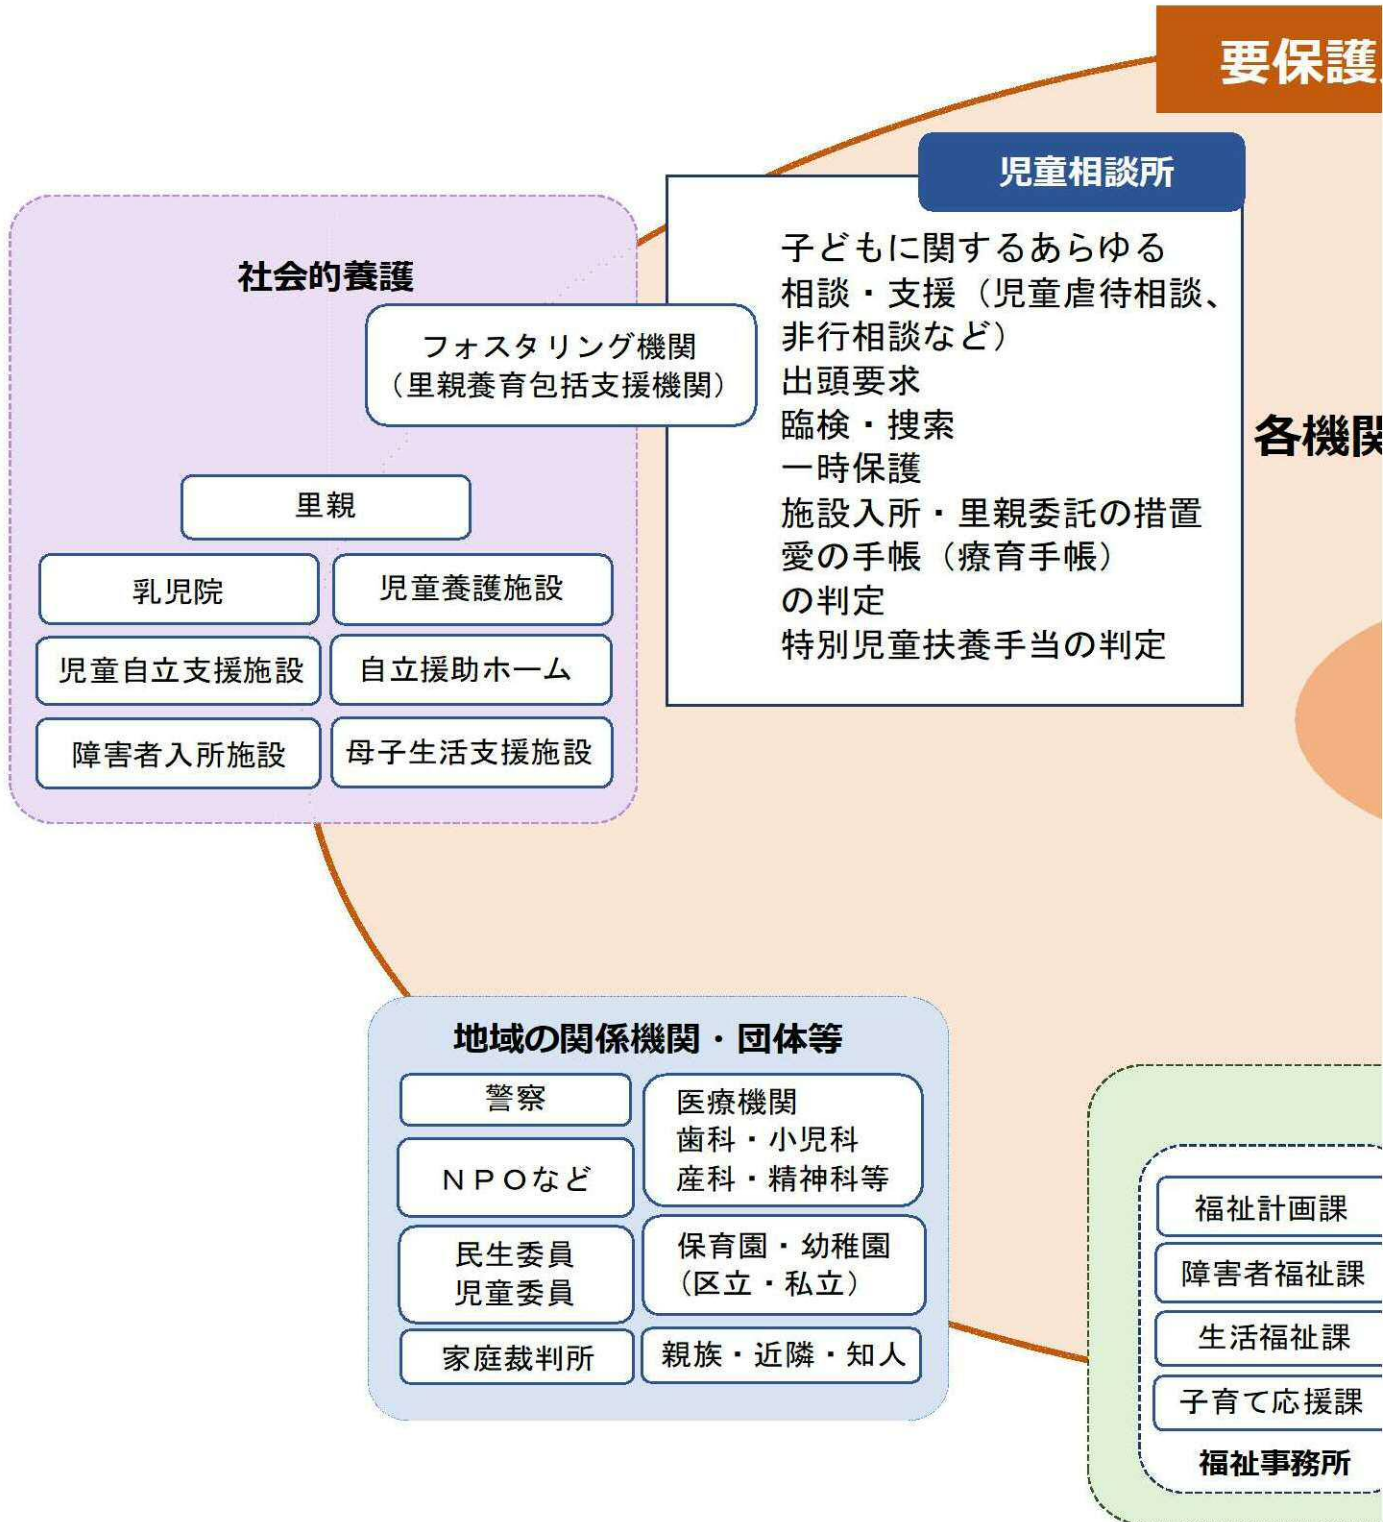 要保護
児童相談所
子どもに関するあらゆる
相談・支援（児童虐待相談、
非行相談など）
出頭要求
臨検・捜索
一時保護
施設入所・里親委託の措置
愛の手帳（療育手帳）
の判定
特別児童扶養手当の判定
各機関
社会的養護
フォスタリング機関
（里親養育包括支援機関）
里親
乳児院
児童養護施設
児童自立支援施設
自立援助ホーム
障害者入所施設
母子生活支援施設
地域の関係機関・団体等
警察
ＮＰＯなど
民生委員
児童委員
家庭裁判所
医療機関
歯科・小児科
産科・精神科等
保育園・幼稚園
（区立・私立）
親族・近隣・知人
福祉計画課
障害者福祉課
生活福祉課
子育て応援課
福祉事務所